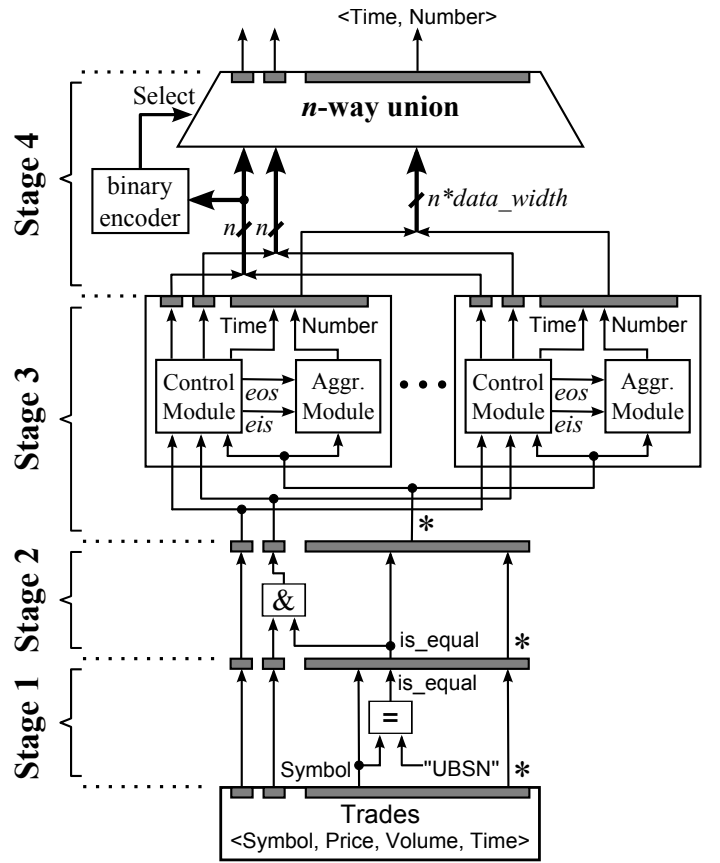 <Time, Number>
Select
n-way union
Stage 4
binary
encoder
n
n
n*data_width
Time
Number
Time
Number
Stage 3
Control
Module
eos
eis
Aggr.
Module
Control
Module
eos
eis
Aggr.
Module
*
Stage 2
&
is_equal
*
Stage 1
is_equal
=
Symbol
"UBSN"
*
Trades
<Symbol, Price, Volume, Time>